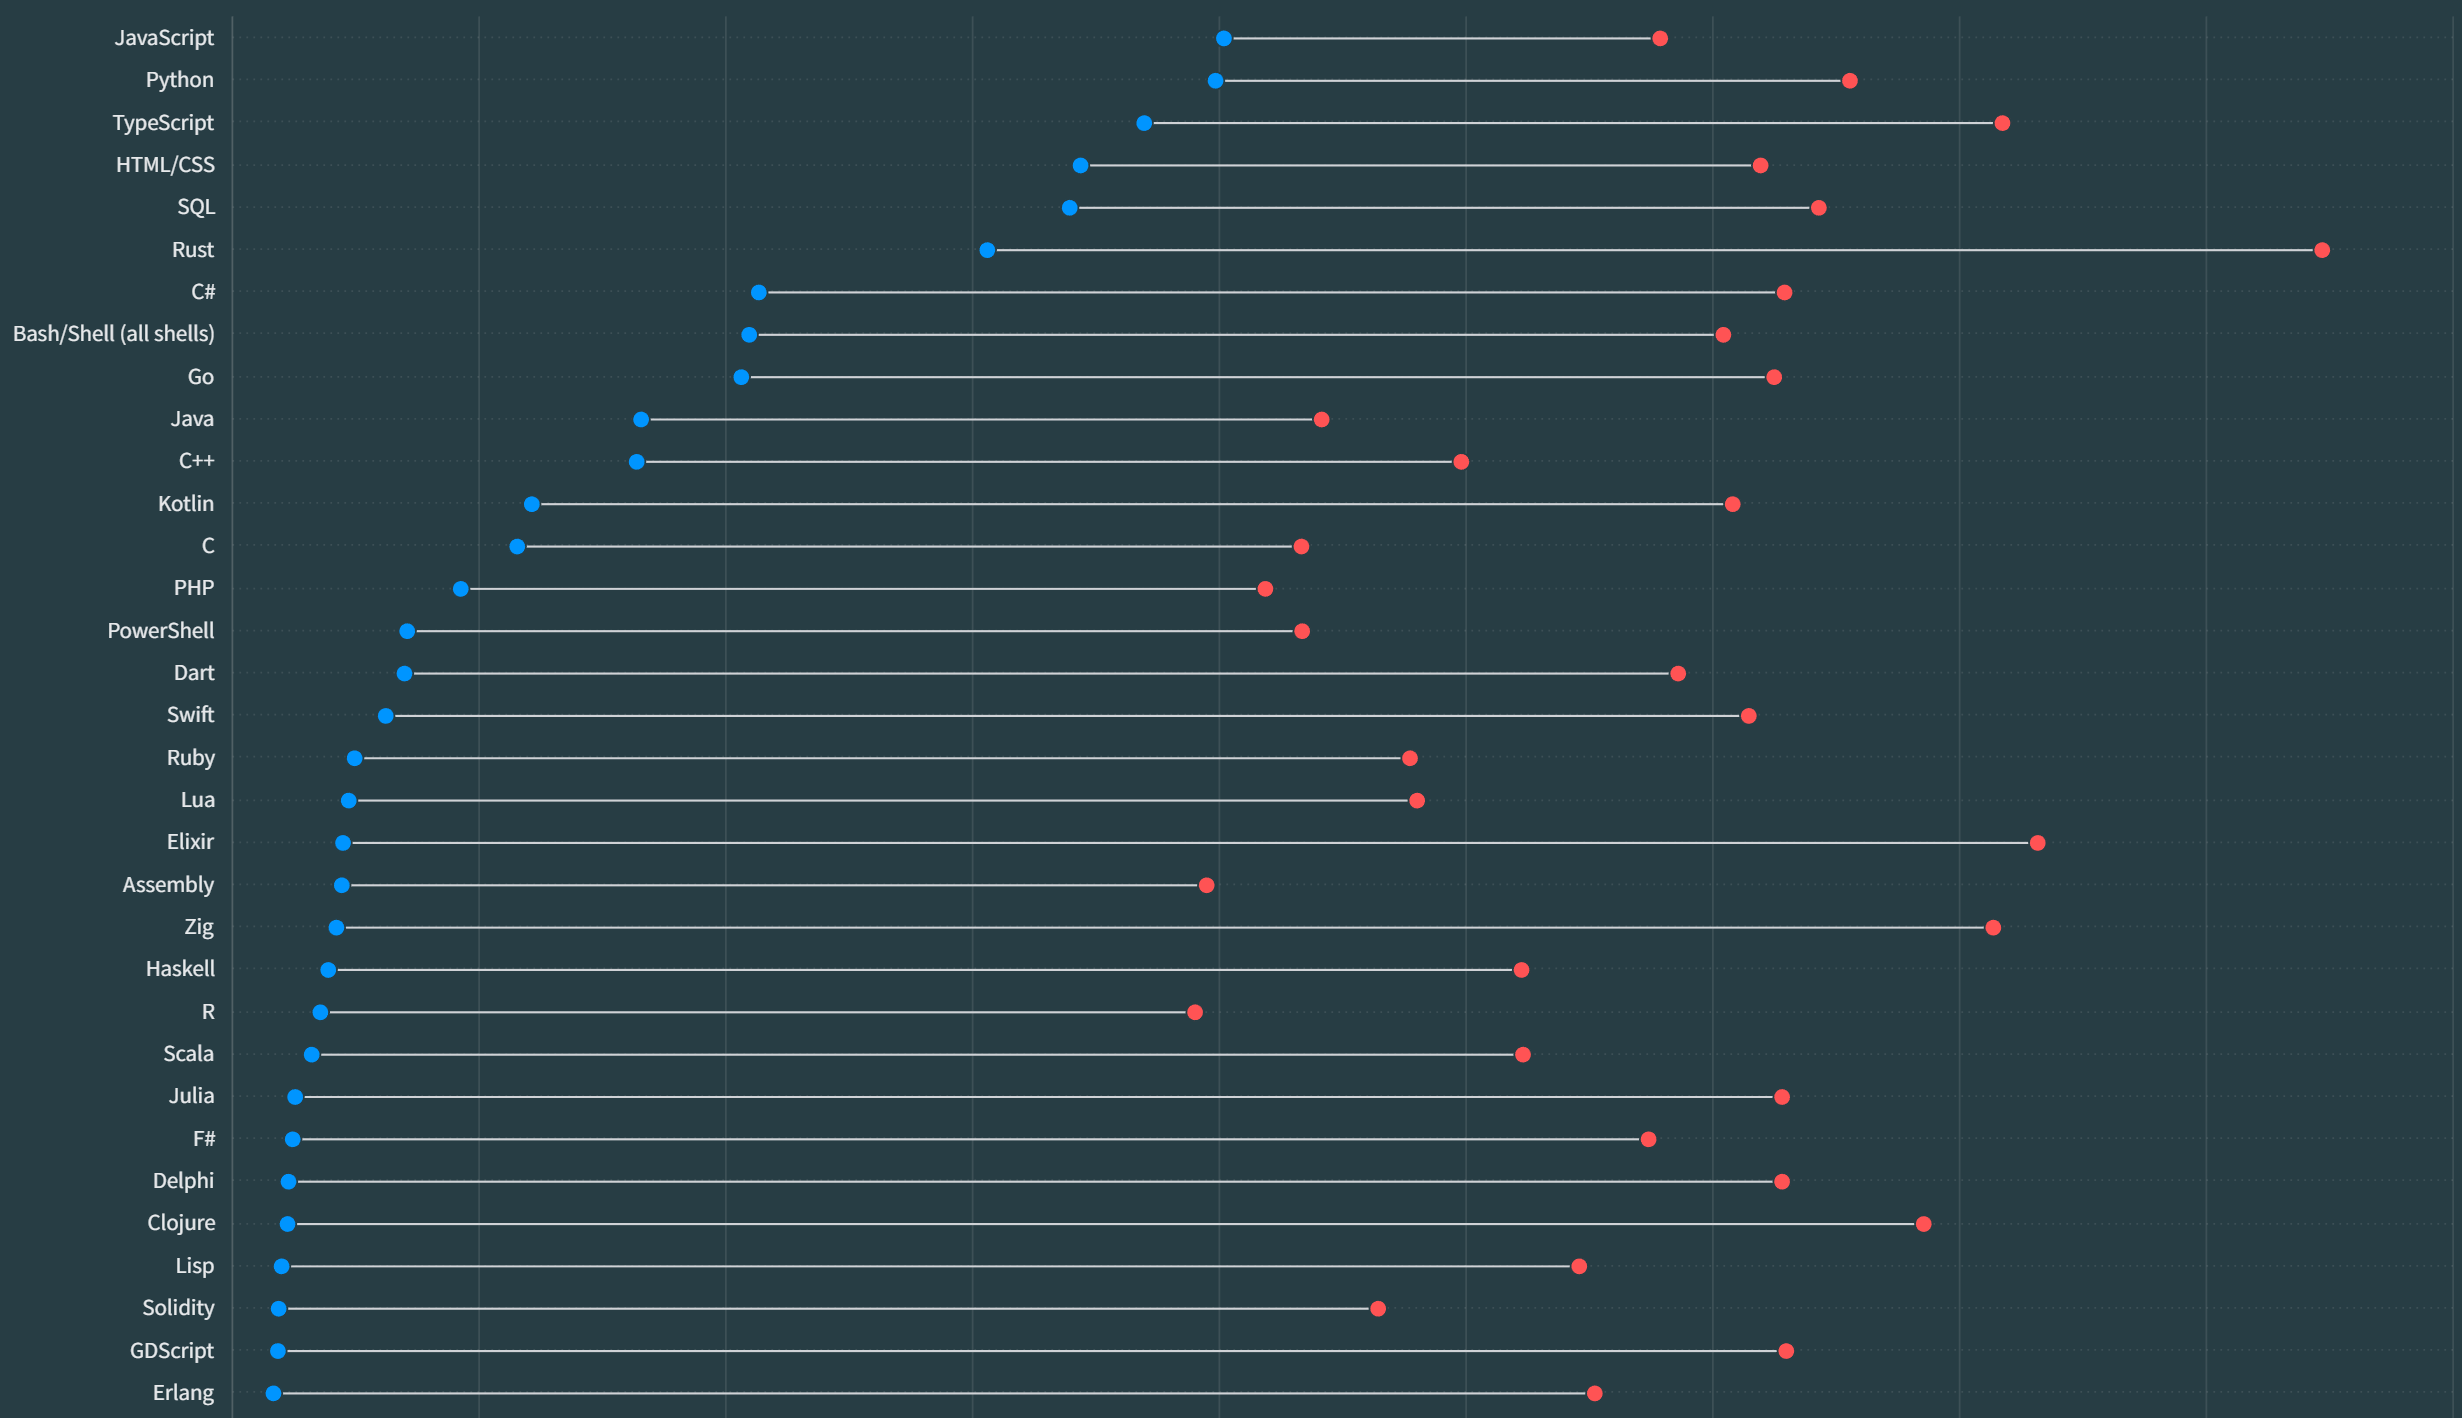 JavaScript
Python
TypeScript
HTML/CSS
SQL
Rust
C#
Bash/Shell (all shells)
Go
Java
C++
Kotlin
C
PHP
PowerShell
Dart
Swift
Ruby
Lua
Elixir
Assembly
Zig
Haskell
R
Scala
Julia
F#
Delphi
Clojure
Lisp
Solidity
GDScript
Erlang